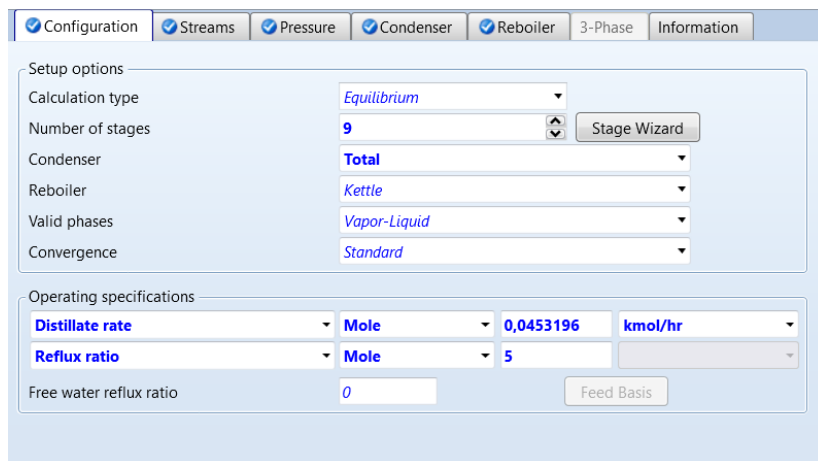 Configuration Streams Pressure Condenser Reboiler 3-Phase Information
Setup options
Calculation type Equilibrium
Number of stages 9 Stage Wizard
Condenser Total
Reboiler Kettle
Valid phases Vapor-Liquid
Convergence Standard
Operating specifications
Distillate rate Mole 0,0453196 kmol/hr
Reflux ratio Mole 5
Free water reflux ratio 0 Feed Basis